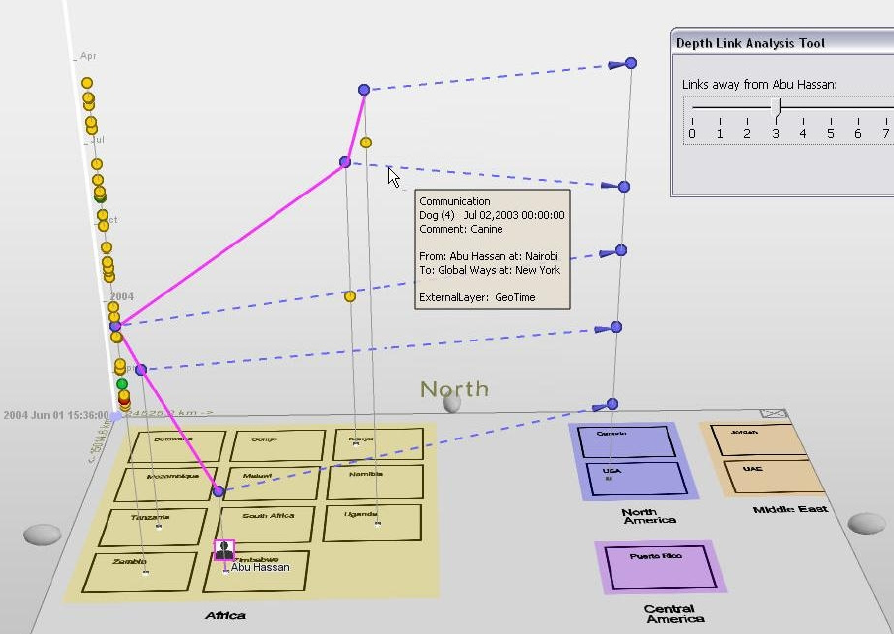 Apr
Depth Link Analysis Tool
Links away from Abu Hassan:
0 1 2 3 4 5 6 7
Jul
Communication
Dog (4) Jul 02,2003 00:00:00
Comment: Canine
From: Abu Hassan at: Nairobi
To: Global Ways at: New York
ExternalLayer: GeoTime
2004
North
2004 Jun 01 15:36:00
Botswana
Kenya
Canada
Jordan
Mozambique
Malawi
Namibia
USA
UAE
Tanzania
South Africa
Uganda
North
America
Middle East
Zambia
Zimbabwe
Abu Hassan
Puerto Rico
Africa
Central
America